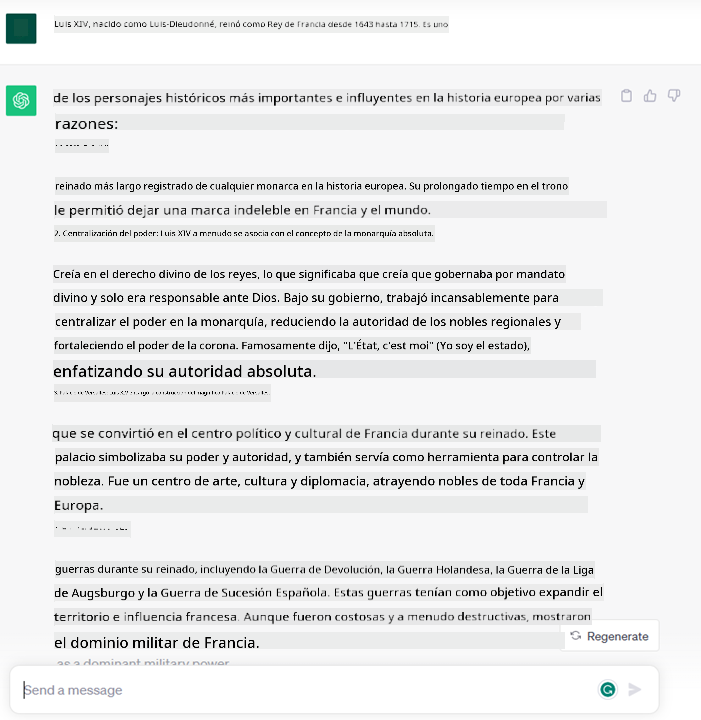 Luis XIV, nacido como Luis-Dieudonné, reinó como Rey de Francia desde 1643 hasta 1715. Es uno
de los personajes históricos más importantes e influyentes en la historia europea por varias
razones:
reinado más largo registrado de cualquier monarca en la historia europea. Su prolongado tiempo en el trono
le permitió dejar una marca indeleble en Francia y el mundo.
2. Centralización del poder: Luis XIV a menudo se asocia con el concepto de la monarquía absoluta.
Creía en el derecho divino de los reyes, lo que significaba que creía que gobernaba por mandato
divino y solo era responsable ante Dios. Bajo su gobierno, trabajó incansablemente para
centralizar el poder en la monarquía, reduciendo la autoridad de los nobles regionales y
fortaleciendo el poder de la corona. Famosamente dijo, "L'État, c'est moi" (Yo soy el estado),
enfatizando su autoridad absoluta.
que se convirtió en el centro político y cultural de Francia durante su reinado. Este
palacio simbolizaba su poder y autoridad, y también servía como herramienta para controlar la
nobleza. Fue un centro de arte, cultura y diplomacia, atrayendo nobles de toda Francia y
Europa.
guerras durante su reinado, incluyendo la Guerra de Devolución, la Guerra Holandesa, la Guerra de la Liga
de Augsburgo y la Guerra de Sucesión Española. Estas guerras tenían como objetivo expandir el
territorio e influencia francesa. Aunque fueron costosas y a menudo destructivas, mostraron
el dominio militar de Francia.
Regenerate
as a dominant military power
Send a message